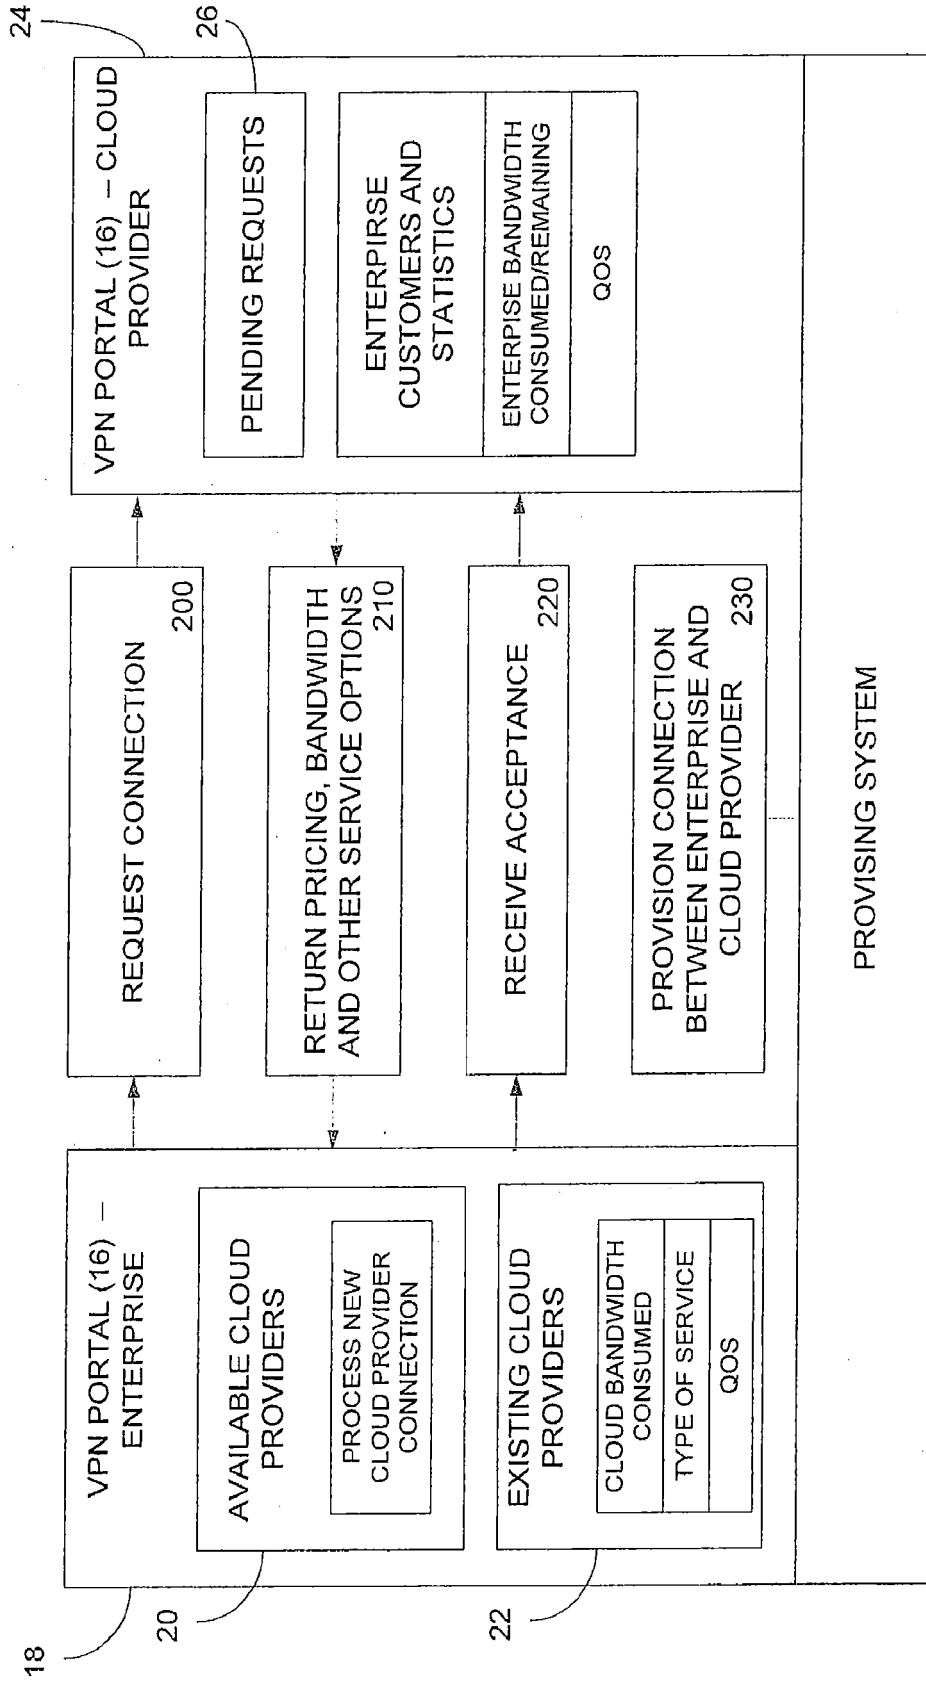 18
VPN PORTAL (16) –
ENTERPRISE
20
AVAILABLE CLOUD
PROVIDERS
PROCESS NEW
CLOUD PROVIDER
CONNECTION
22
EXISTING CLOUD
PROVIDERS
CLOUD BANDWIDTH
CONSUMED
TYPE OF SERVICE
QOS
REQUEST CONNECTION
200
RETURN PRICING, BANDWIDTH
AND OTHER SERVICE OPTIONS
210
RECEIVE ACCEPTANCE
220
PROVISION CONNECTION
BETWEEN ENTERPRISE AND
CLOUD PROVIDER
230
24
VPN PORTAL (16) – CLOUD
PROVIDER
26
PENDING REQUESTS
ENTERPIRSE
CUSTOMERS AND
STATISTICS
ENTERPISE BANDWIDTH
CONSUMED/REMAINING
QOS
PROVISING SYSTEM